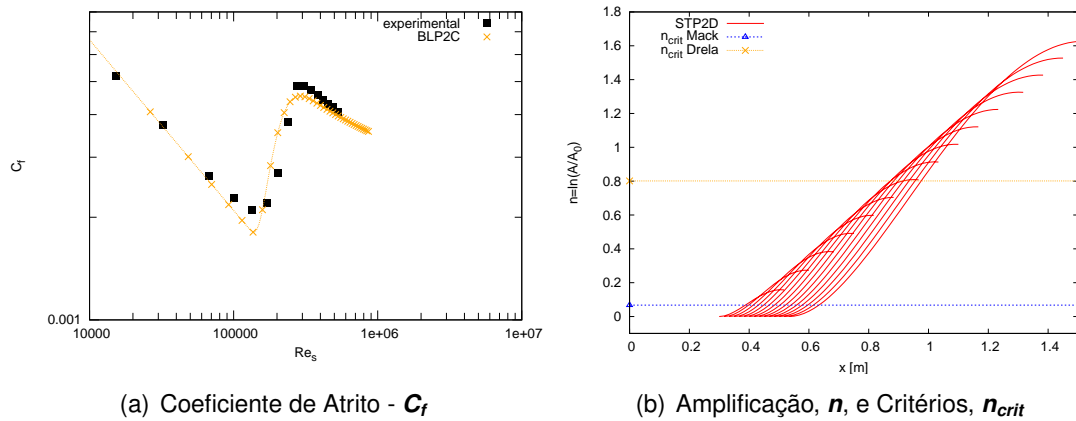 experimental
BLP2C
C_f
0.001
10000
100000
1e+06
1e+07
Re_s
(a) Coeficiente de Atrito - C_f
STP2D
n_crit Mack
n_crit Drela
n=ln(A/A_0)
1.8
1.6
1.4
1.2
1
0.8
0.6
0.4
0.2
0
0
0.2
0.4
0.6
0.8
1
1.2
1.4
x [m]
(b) Amplificação, n, e Critérios, n_crit